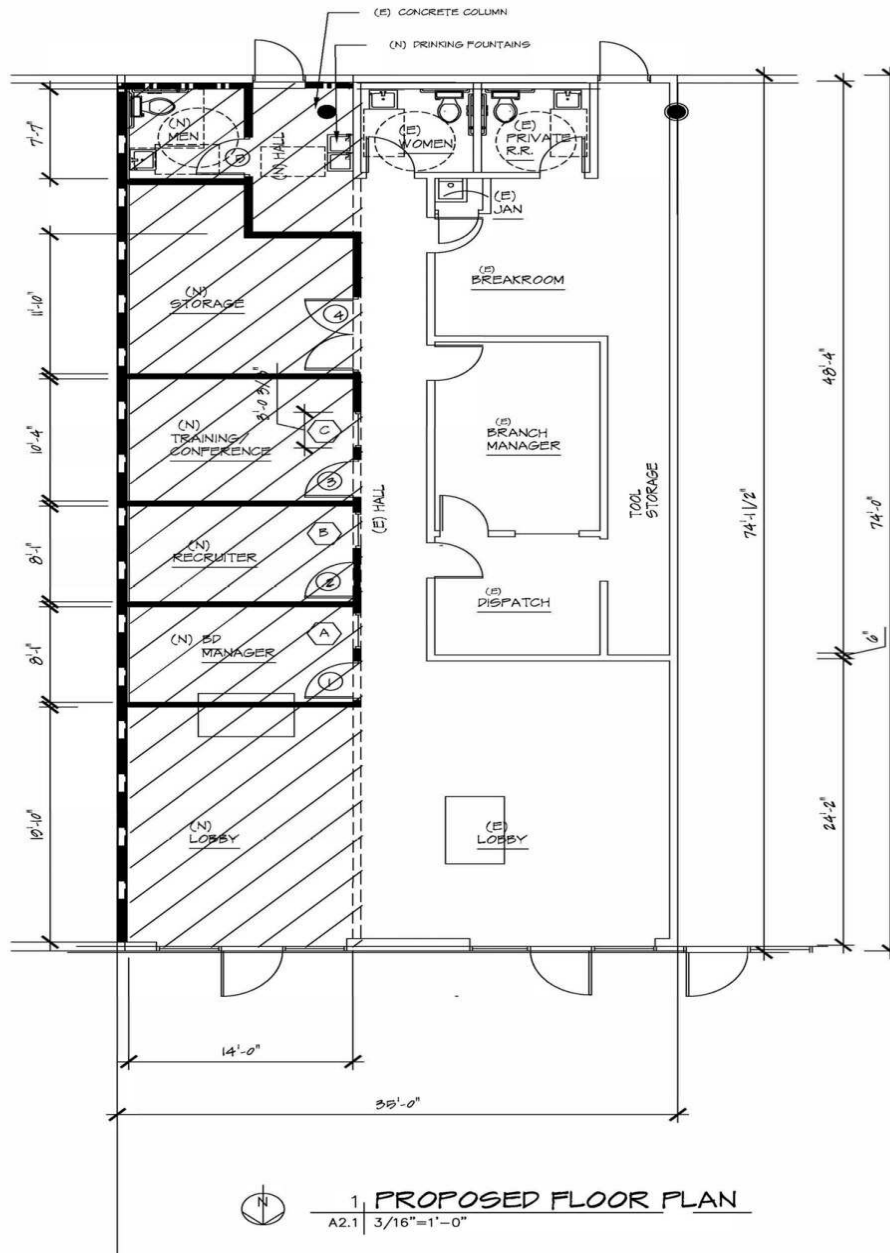 (E) CONCRETE COLUMN
(N) DRINKING FOUNTAINS
7'-7"
(N)
MEN
D
(N) HALL
(E)
WOMEN
(E)
PRIVATE
R.R.
(E)
JAN
(E)
BREAKROOM
11'-10"
(N)
STORAGE
4
48'-4"
74'-1 1/2"
74'-0"
10'-4"
(N)
TRAINING/
CONFERENCE
C
3
(E)
BRANCH
MANAGER
(E) HALL
TOOL
STORAGE
8'-1"
(N)
RECRUITER
B
2
(E)
DISPATCH
8'-1"
(N) BD
MANAGER
A
1
6"
19'-10"
(N)
LOBBY
(E)
LOBBY
24'-2"
14'-0"
35'-0"
N
1 PROPOSED FLOOR PLAN
A2.1 3/16"=1'-0"